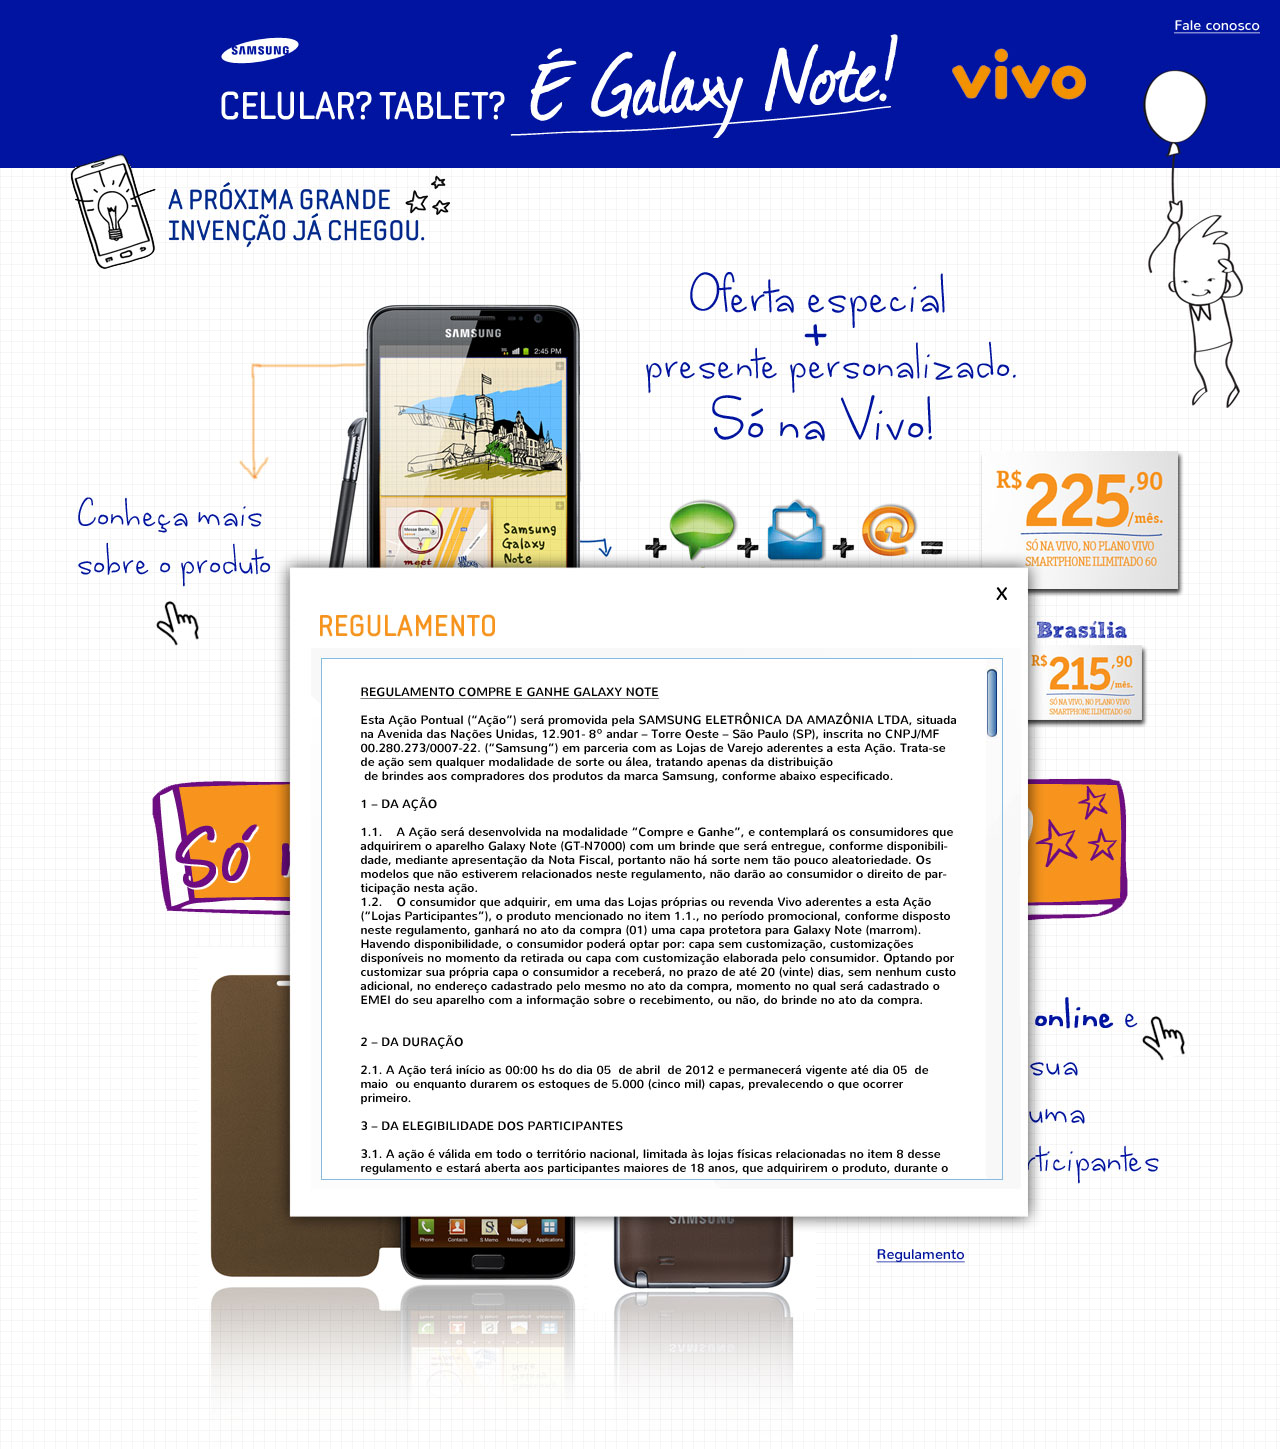 Fale conosco
SAMSUNG
CELULAR? TABLET? É Galaxy Note!
vivo
A PRÓXIMA GRANDE
INVENÇÃO JÁ CHEGOU.
Oferta especial
+
presente personalizado.
Só na Vivo!
SAMSUNG
2:45 PM
Conheça mais
sobre o produto
Samsung
Galaxy
Note
meet
+ + + =
R$ 225,90
/mês.
SÓ NA VIVO, NO PLANO VIVO
SMARTPHONE ILIMITADO 60
Brasília
R$ 215,90
/mês.
SÓ NA VIVO, NO PLANO VIVO
SMARTPHONE ILIMITADO 60
X
REGULAMENTO
REGULAMENTO COMPRE E GANHE GALAXY NOTE
Esta Ação Pontual (“Ação”) será promovida pela SAMSUNG ELETRÔNICA DA AMAZÔNIA LTDA, situada
na Avenida das Nações Unidas, 12.901- 8º andar – Torre Oeste – São Paulo (SP), inscrita no CNPJ/MF
00.280.273/0007-22. (“Samsung”) em parceria com as Lojas de Varejo aderentes a esta Ação. Trata-se
de ação sem qualquer modalidade de sorte ou álea, tratando apenas da distribuição
de brindes aos compradores dos produtos da marca Samsung, conforme abaixo especificado.
1 – DA AÇÃO
1.1. A Ação será desenvolvida na modalidade “Compre e Ganhe”, e contemplará os consumidores que
adquirirem o aparelho Galaxy Note (GT-N7000) com um brinde que será entregue, conforme disponibili-
dade, mediante apresentação da Nota Fiscal, portanto não há sorte nem tão pouco aleatoriedade. Os
modelos que não estiverem relacionados neste regulamento, não darão ao consumidor o direito de par-
ticipação nesta ação.
1.2. O consumidor que adquirir, em uma das Lojas próprias ou revenda Vivo aderentes a esta Ação
(“Lojas Participantes”), o produto mencionado no item 1.1., no período promocional, conforme disposto
neste regulamento, ganhará no ato da compra (01) uma capa protetora para Galaxy Note (marrom).
Havendo disponibilidade, o consumidor poderá optar por: capa sem customização, customizações
disponíveis no momento da retirada ou capa com customização elaborada pelo consumidor. Optando por
customizar sua própria capa o consumidor a receberá, no prazo de até 20 (vinte) dias, sem nenhum custo
adicional, no endereço cadastrado pelo mesmo no ato da compra, momento no qual será cadastrado o
EMEI do seu aparelho com a informação sobre o recebimento, ou não, do brinde no ato da compra.
2 – DA DURAÇÃO
2.1. A Ação terá início as 00:00 hs do dia 05 de abril de 2012 e permanecerá vigente até dia 05 de
maio ou enquanto durarem os estoques de 5.000 (cinco mil) capas, prevalecendo o que ocorrer
primeiro.
3 – DA ELEGIBILIDADE DOS PARTICIPANTES
3.1. A ação é válida em todo o território nacional, limitada às lojas físicas relacionadas no item 8 desse
regulamento e estará aberta aos participantes maiores de 18 anos, que adquirirem o produto, durante o
Só
online e
sua
uma
rticipantes
Phone Contacts S Memo Messaging Applications
SAMSUNG
Regulamento